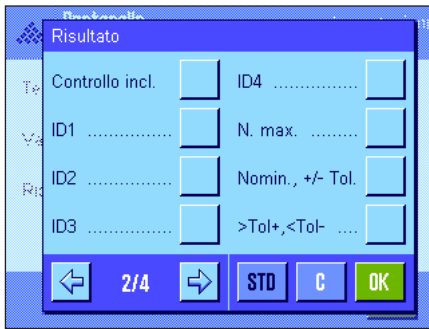 Risultato
Controllo incl.
ID1 ...............
ID2 ...............
ID3 ...............
ID4 ...............
N. max. .........
Nomin., +/- Tol.
>Tol+,<Tol- ....
2/4
STD
C
OK